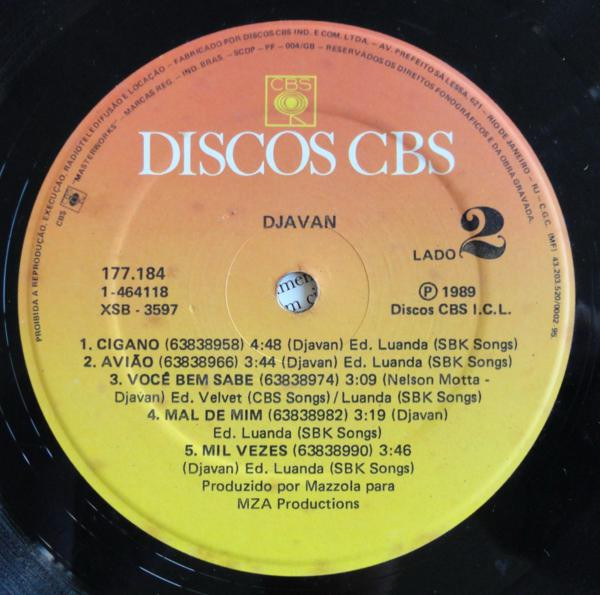 PROIBIDA A REPRODUÇÃO, EXECUÇÃO, RADIOTELEDIFUSÃO E LOCAÇÃO - FABRICADO POR DISCOS CBS IND. E COM. LTDA. - AV. PREFEITO SÁ LESSA, 621 - RIO DE JANEIRO - RJ - C.G.C. (MF) 43.203.520/0002-95
CBS "MASTERWORKS" - MARCAS REG. - IND. BRAS. - SCDP - PF - 004/GB - RESERVADOS OS DIREITOS FONOGRÁFICOS E DA OBRA GRAVADA.
CBS
DISCOS CBS
DJAVAN
LADO 2
177.184
1-464118
XSB - 3597
Ⓟ 1989
Discos CBS I.C.L.
1. CIGANO (63838958) 4:48 (Djavan) Ed. Luanda (SBK Songs)
2. AVIÃO (63838966) 3:44 (Djavan) Ed. Luanda (SBK Songs)
3. VOCÊ BEM SABE (63838974) 3:09 (Nelson Motta -
Djavan) Ed. Velvet (CBS Songs) / Luanda (SBK Songs)
4. MAL DE MIM (63838982) 3:19 (Djavan)
Ed. Luanda (SBK Songs)
5. MIL VEZES (63838990) 3:46
(Djavan) Ed. Luanda (SBK Songs)
Produzido por Mazzola para
MZA Productions